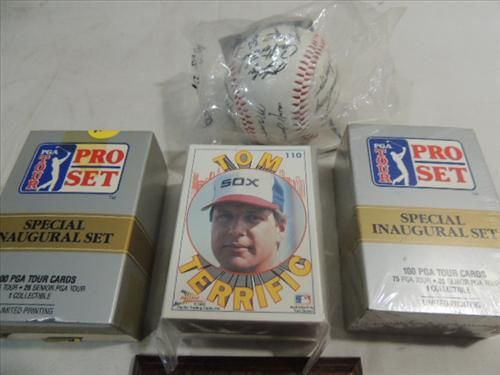 PGA TOUR
PRO SET
TM
SPECIAL
INAUGURAL SET
100 PGA TOUR CARDS
TOUR • 25 SENIOR PGA TOUR
1 COLLECTIBLE
LIMITED PRINTING
110
TOM
SOX
TERRIFIC
PGA TOUR
PRO SET
TM
SPECIAL
INAUGURAL SET
100 PGA TOUR CARDS
75 PGA TOUR • 25 SENIOR PGA TOUR
1 COLLECTIBLE
LIMITED PRINTING